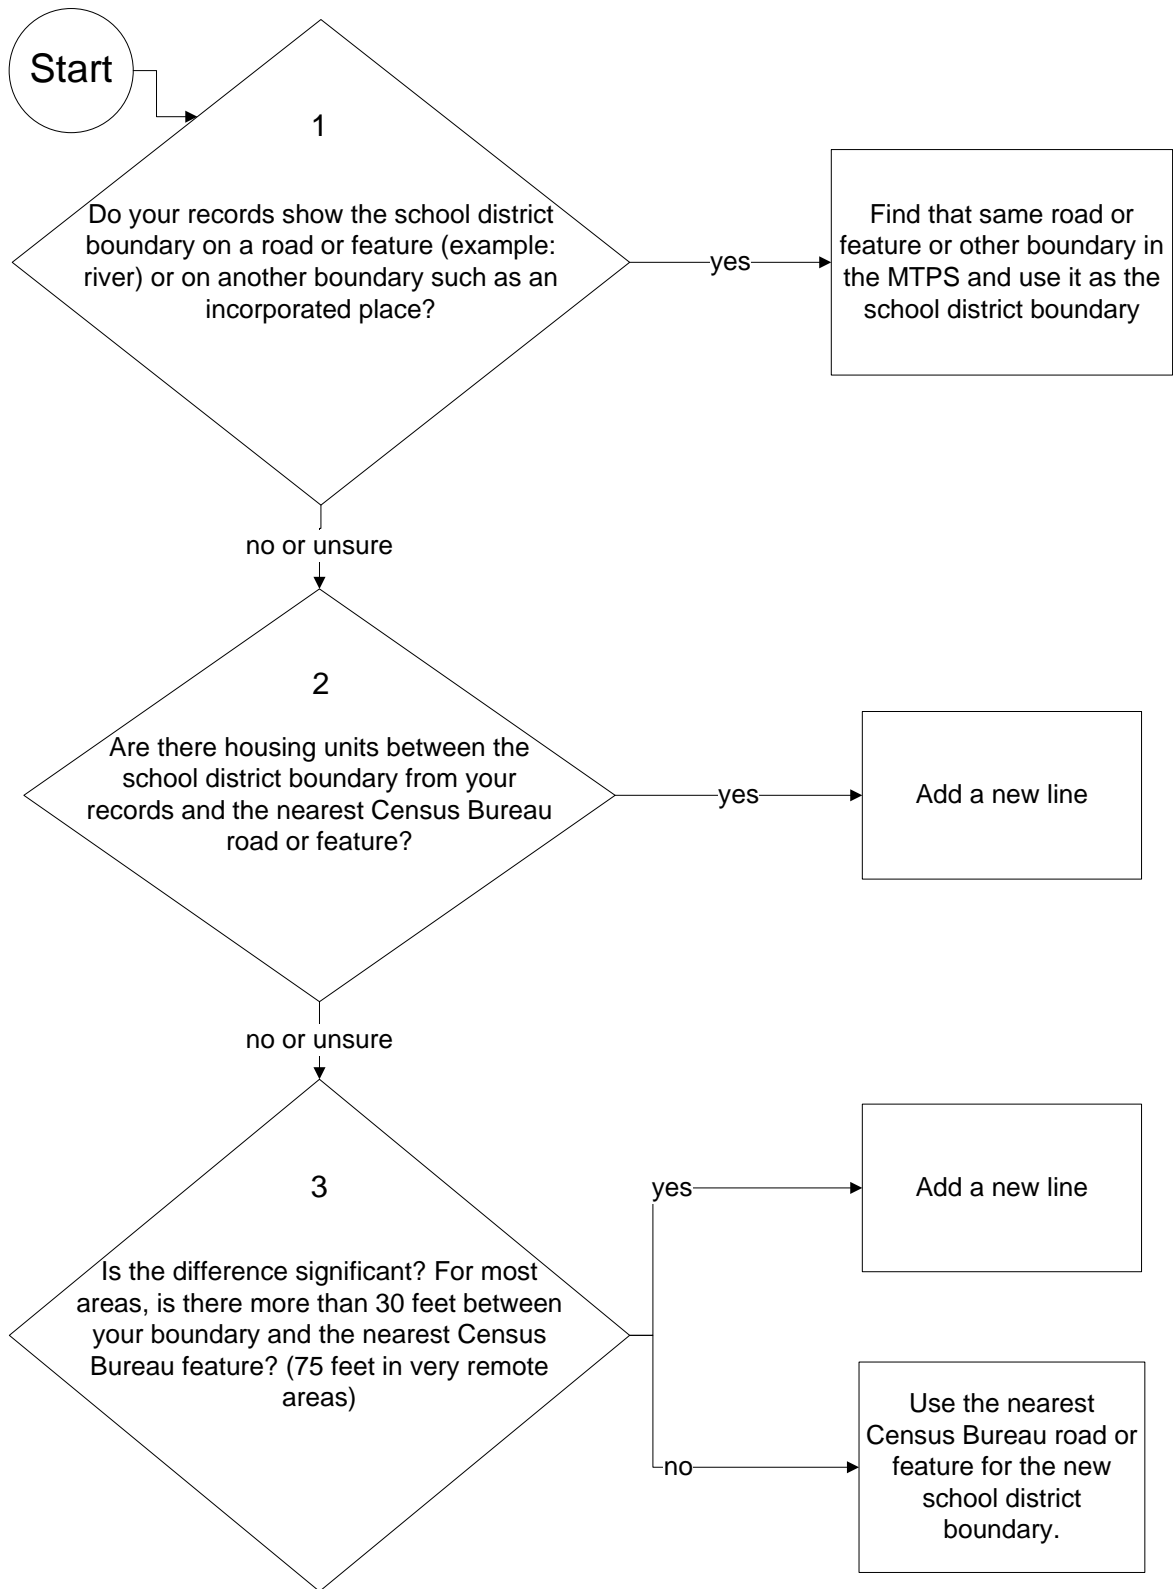 Start
1
Do your records show the school district
boundary on a road or feature (example:
river) or on another boundary such as an
incorporated place?
yes
Find that same road or
feature or other boundary in
the MTPS and use it as the
school district boundary
no or unsure
2
Are there housing units between the
school district boundary from your
records and the nearest Census Bureau
road or feature?
yes
Add a new line
no or unsure
3
Is the difference significant? For most
areas, is there more than 30 feet between
your boundary and the nearest Census
Bureau feature? (75 feet in very remote
areas)
yes
Add a new line
no
Use the nearest
Census Bureau road or
feature for the new
school district
boundary.